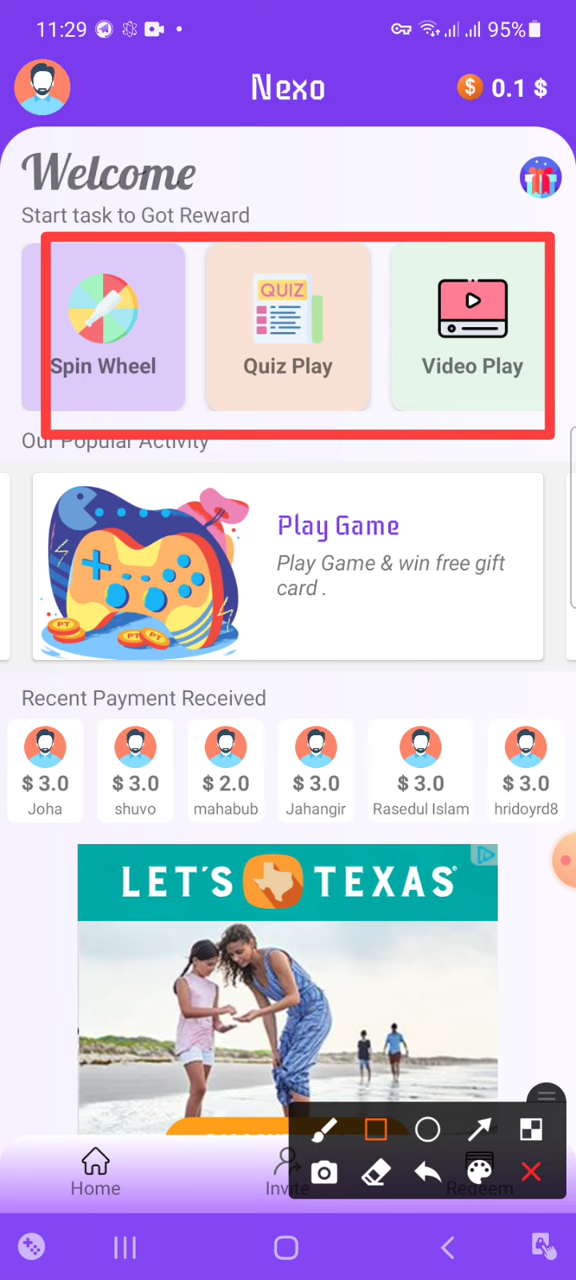 11:29
95%
Nexo
$ 0.1 $
Welcome
Start task to Got Reward
Spin Wheel
QUIZ
Quiz Play
Video Play
Our Popular Activity
Play Game
Play Game & win free gift
card .
PT
PT
PT
Recent Payment Received
$ 3.0
$ 3.0
$ 2.0
$ 3.0
$ 3.0
$ 3.0
Joha
shuvo
mahabub
Jahangir
Rasedul Islam
hridoyrd8
LET'S TEXAS
Home
Invite
Redeem